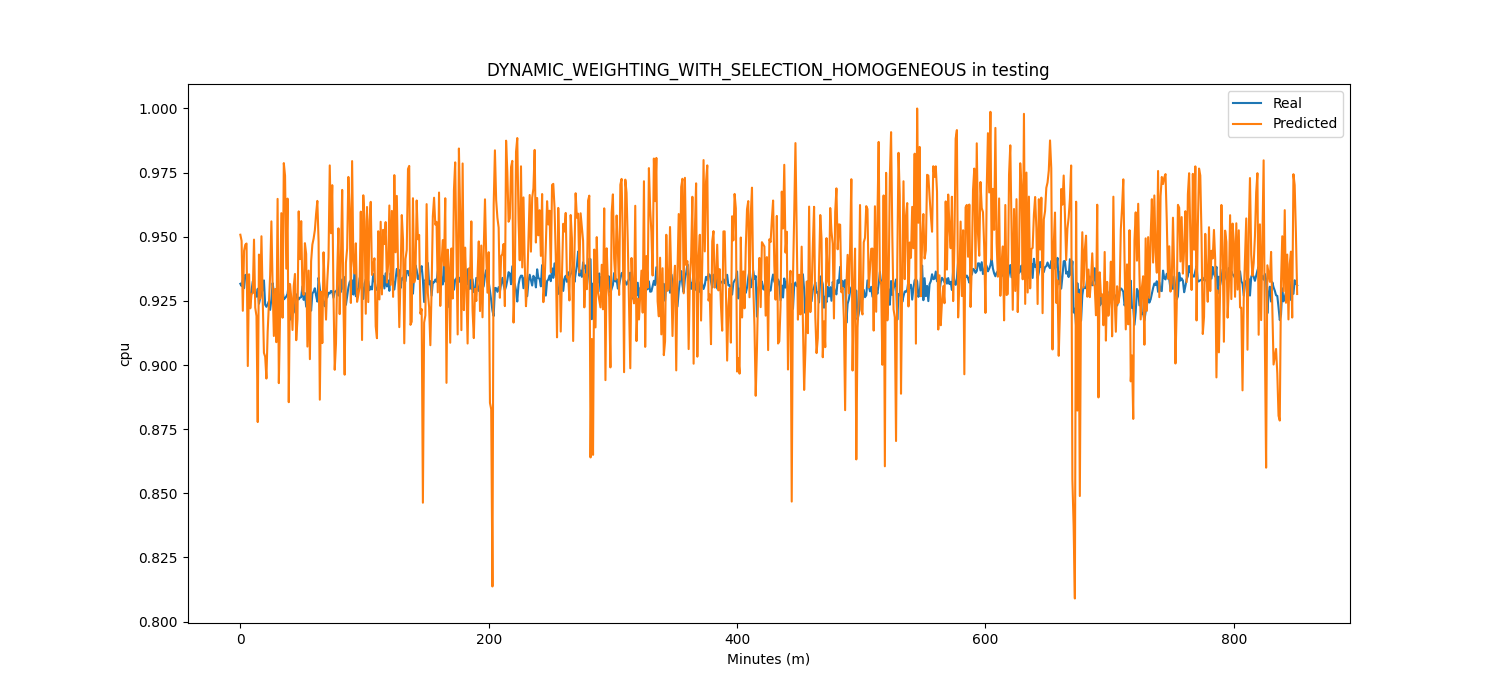 DYNAMIC_WEIGHTING_WITH_SELECTION_HOMOGENEOUS in testing
Real
Predicted
1.000
0.975
0.950
0.925
0.900
0.875
0.850
0.825
0.800
cpu
0
200
400
600
800
Minutes (m)